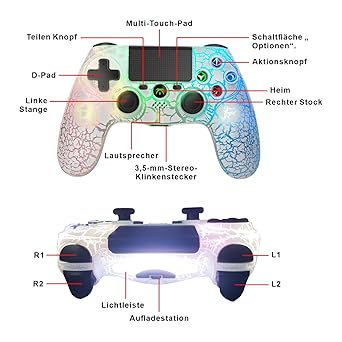 Multi-Touch-Pad
Teilen Knopf
Schaltfläche „
Optionen“.
D-Pad
Aktionsknopf
Linke
Stange
Heim
Rechter Stock
Lautsprecher
3,5-mm-Stereo-
Klinkenstecker
R1
L1
R2
L2
Lichtleiste
Aufladestation